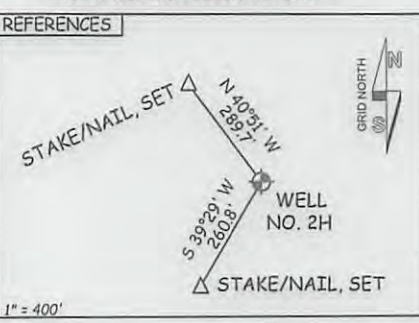 REFERENCES
N
GRID NORTH
S
N 40°51' W
289.7'
STAKE/NAIL, SET
WELL
NO. 2H
S 39°29' W
260.8'
STAKE/NAIL, SET
1" = 400'